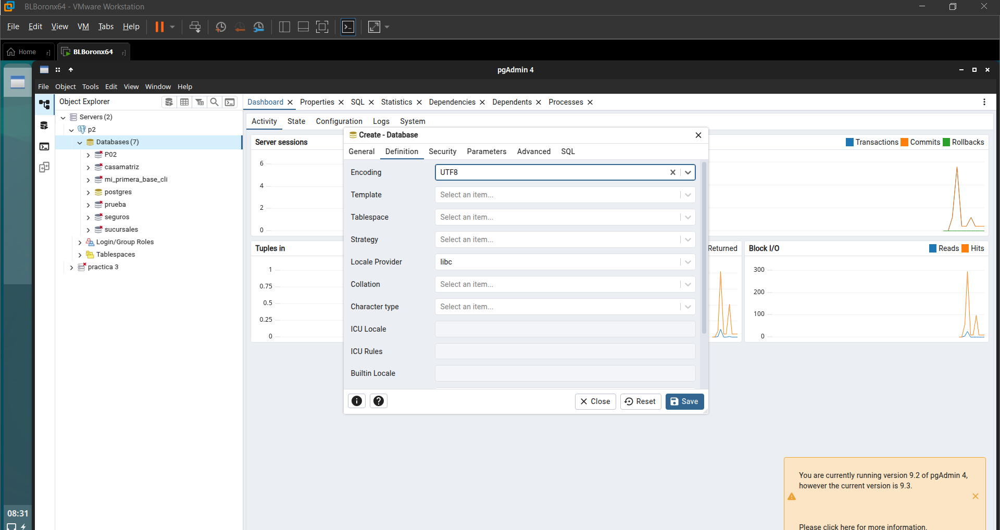 BLBoronx64 - VMware Workstation
File Edit View VM Tabs Help
Home
BLBoronx64
pgAdmin 4
File Object Tools Edit View Window Help
Object Explorer
Dashboard Properties SQL Statistics Dependencies Dependents Processes
Servers (2)
p2
Databases (7)
P02
casamatriz
mi_primera_base_cli
postgres
prueba
seguros
sucursales
Login/Group Roles
Tablespaces
practica 3
Activity State Configuration Logs System
Server sessions
6
4
2
0
Transactions Commits Rollbacks
Tuples in
1
0.75
0.5
0.25
0
Returned
Block I/O
Reads Hits
300
200
100
0
Create - Database
General Definition Security Parameters Advanced SQL
Encoding UTF8
Template Select an item...
Tablespace Select an item...
Strategy Select an item...
Locale Provider libc
Collation Select an item...
Character type Select an item...
ICU Locale
ICU Rules
Builtin Locale
Close Reset Save
You are currently running version 9.2 of pgAdmin 4,
however the current version is 9.3.
Please click here for more information.
08:31